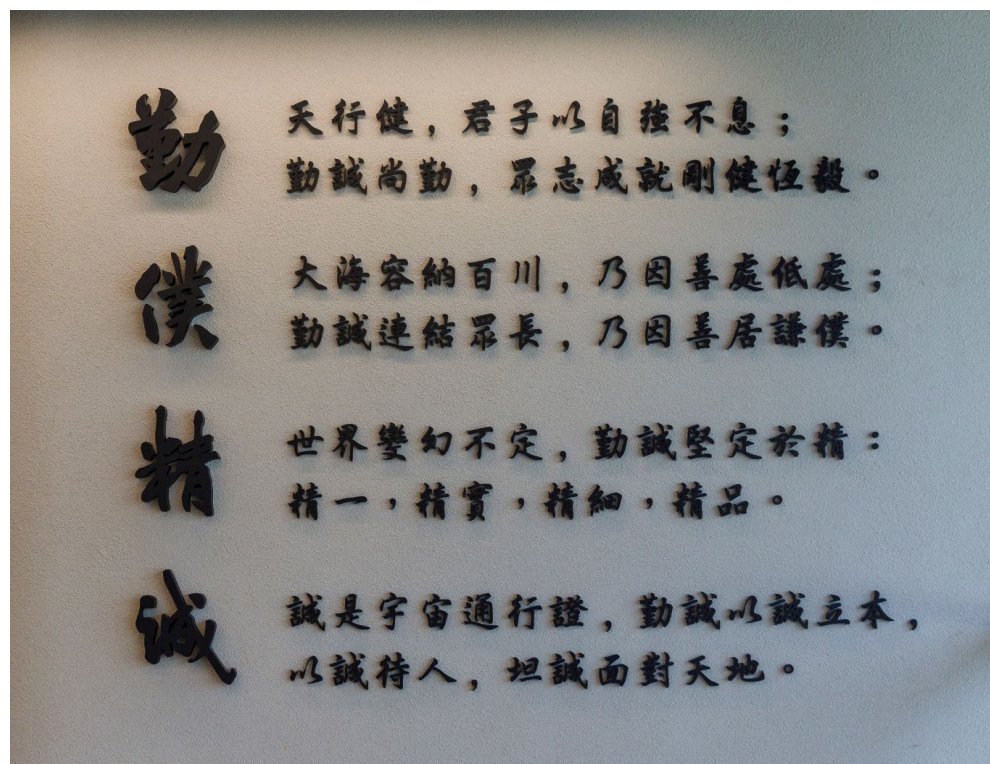 勤
天行健，君子以自強不息；
勤誠尚勤，眾志成就剛健恆毅。
僕
大海容納百川，乃因善處低處；
勤誠連結眾長，乃因善居謙僕。
精
世界變幻不定，勤誠堅定於精：
精一，精實，精細，精品。
誠
誠是宇宙通行證，勤誠以誠立本，
以誠待人，坦誠面對天地。